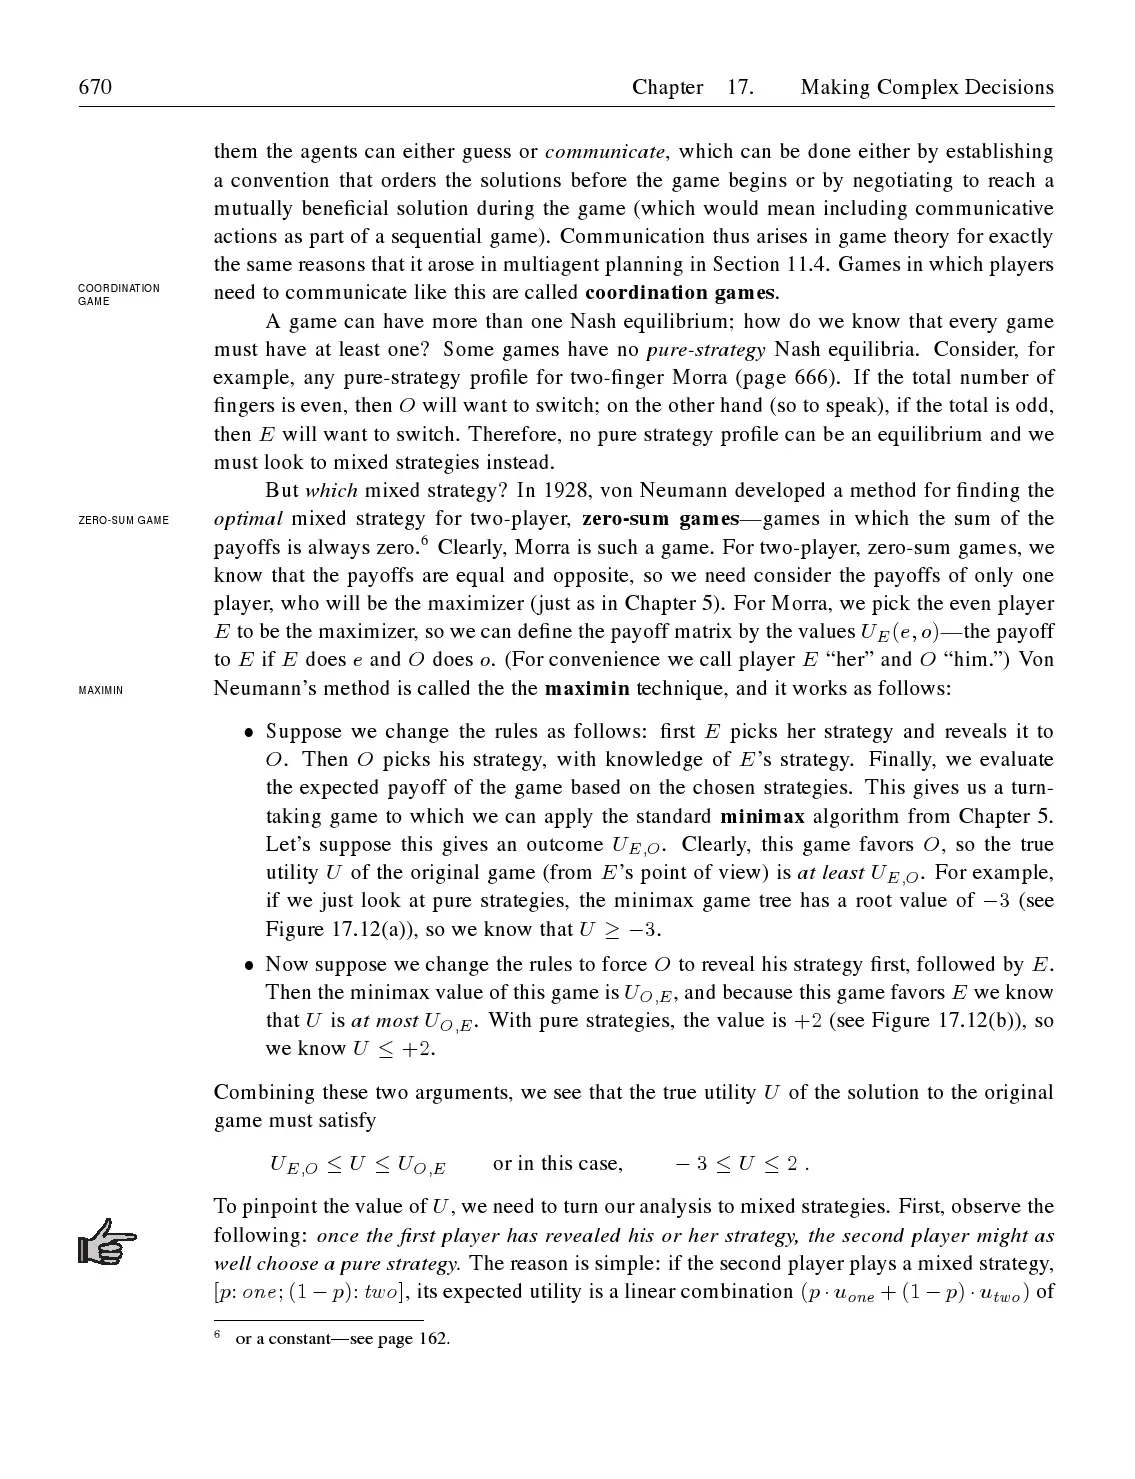 670 Chapter 17. Making Complex Decisions
them the agents can either guess or communicate, which can be done either by establishing
a convention that orders the solutions before the game begins or by negotiating to reach a
mutually beneficial solution during the game (which would mean including communicative
actions as part of a sequential game). Communication thus arises in game theory for exactly
the same reasons that it arose in multiagent planning in Section 11.4. Games in which players
COORDINATION
GAME
need to communicate like this are called coordination games.
A game can have more than one Nash equilibrium; how do we know that every game
must have at least one? Some games have no pure-strategy Nash equilibria. Consider, for
example, any pure-strategy profile for two-finger Morra (page 666). If the total number of
fingers is even, then O will want to switch; on the other hand (so to speak), if the total is odd,
then E will want to switch. Therefore, no pure strategy profile can be an equilibrium and we
must look to mixed strategies instead.
But which mixed strategy? In 1928, von Neumann developed a method for finding the
ZERO-SUM GAME
optimal mixed strategy for two-player, zero-sum games—games in which the sum of the
payoffs is always zero.⁶ Clearly, Morra is such a game. For two-player, zero-sum games, we
know that the payoffs are equal and opposite, so we need consider the payoffs of only one
player, who will be the maximizer (just as in Chapter 5). For Morra, we pick the even player
E to be the maximizer, so we can define the payoff matrix by the values U_E(e, o)—the payoff
to E if E does e and O does o. (For convenience we call player E “her” and O “him.”) Von
MAXIMIN
Neumann’s method is called the the maximin technique, and it works as follows:
• Suppose we change the rules as follows: first E picks her strategy and reveals it to
O. Then O picks his strategy, with knowledge of E’s strategy. Finally, we evaluate
the expected payoff of the game based on the chosen strategies. This gives us a turn-
taking game to which we can apply the standard minimax algorithm from Chapter 5.
Let’s suppose this gives an outcome U_{E,O}. Clearly, this game favors O, so the true
utility U of the original game (from E’s point of view) is at least U_{E,O}. For example,
if we just look at pure strategies, the minimax game tree has a root value of −3 (see
Figure 17.12(a)), so we know that U ≥ −3.
• Now suppose we change the rules to force O to reveal his strategy first, followed by E.
Then the minimax value of this game is U_{O,E}, and because this game favors E we know
that U is at most U_{O,E}. With pure strategies, the value is +2 (see Figure 17.12(b)), so
we know U ≤ +2.
Combining these two arguments, we see that the true utility U of the solution to the original
game must satisfy
U_{E,O} ≤ U ≤ U_{O,E} or in this case, − 3 ≤ U ≤ 2 .
To pinpoint the value of U, we need to turn our analysis to mixed strategies. First, observe the
following: once the first player has revealed his or her strategy, the second player might as
well choose a pure strategy. The reason is simple: if the second player plays a mixed strategy,
[p: one; (1 − p): two], its expected utility is a linear combination (p · u_{one} + (1 − p) · u_{two}) of
⁶ or a constant—see page 162.